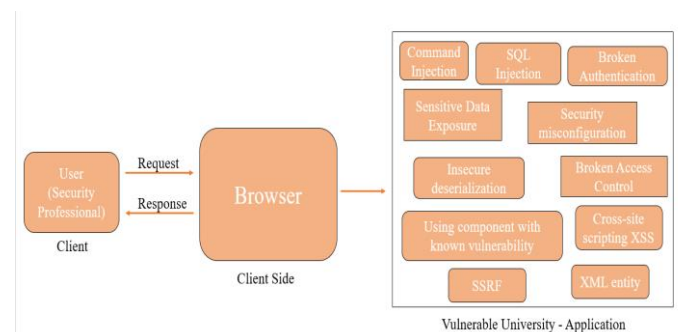 Command
Injection
SQL
Injection
Broken
Authentication
Sensitive Data
Exposure
Security
misconfiguration
User
(Security
Professional)
Client
Request
Response
Browser
Client Side
Insecure
deserialization
Broken Access
Control
Using component with
known vulnerability
Cross-site
scripting XSS
SSRF
XML entity
Vulnerable University - Application